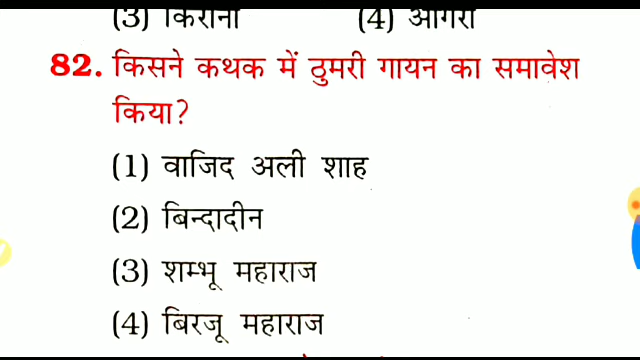 (3) किराना (4) आगरा
82. किसने कथक में ठुमरी गायन का समावेश
किया?
(1) वाजिद अली शाह
(2) बिन्दादीन
(3) शम्भू महाराज
(4) बिरजू महाराज